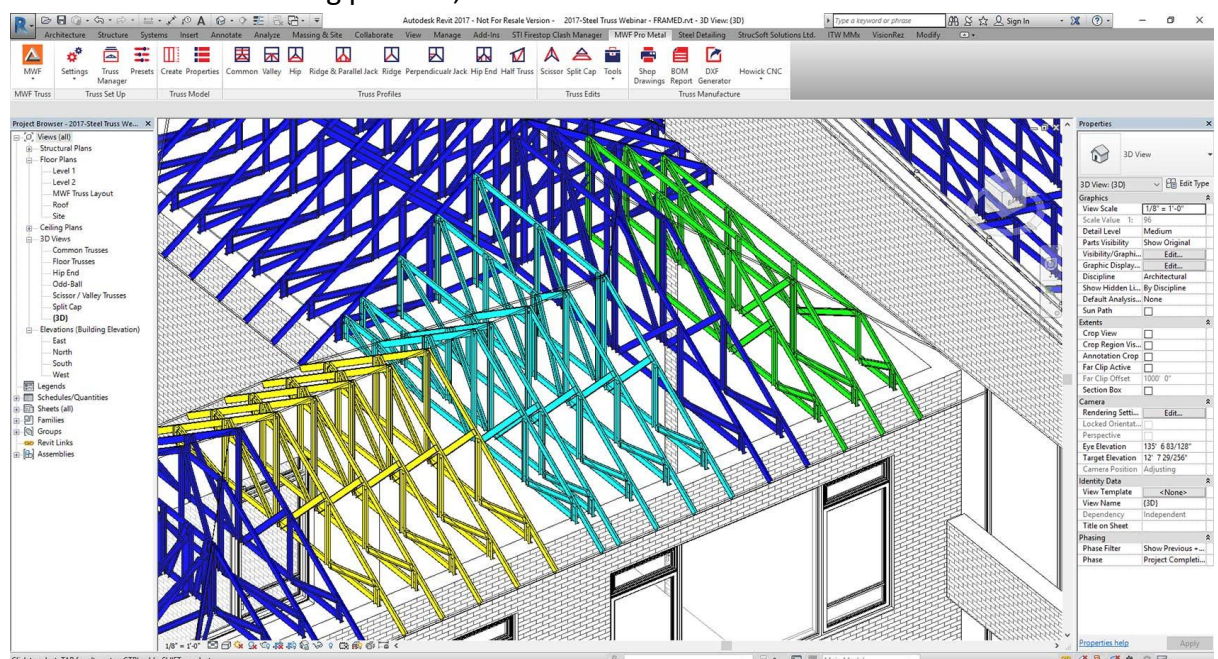 Autodesk Revit 2017 - Not For Resale Version - 2017-Steel Truss Webinar - FRAMED.rvt - 3D View: {3D}
Type a keyword or phrase
Sign In
Architecture Structure Systems Insert Annotate Analyze Massing & Site Collaborate View Manage Add-Ins STI Firestop Clash Manager MWF Pro Metal Steel Detailing StrucSoft Solutions Ltd. ITW MMx VisionRez Modify
MWF Settings Truss Manager Presets Create Properties Common Valley Hip Ridge & Parallel Jack Ridge Perpendicualr Jack Hip End Half Truss Scissor Split Cap Tools Shop Drawings BOM Report DXF Generator Howick CNC
MWF Truss Truss Set Up Truss Model Truss Profiles Truss Edits Truss Manufacture
Project Browser - 2017-Steel Truss We...
Views (all)
Structural Plans
Floor Plans
Level 1
Level 2
MWF Truss Layout
Roof
Site
Ceiling Plans
3D Views
Common Trusses
Floor Trusses
Hip End
Odd-Ball
Scissor / Valley Trusses
Split Cap
{3D}
Elevations (Building Elevation)
East
North
South
West
Legends
Schedules/Quantities
Sheets (all)
Families
Groups
Revit Links
Assemblies
1/8" = 1'-0"
Properties
3D View
3D View: {3D} Edit Type
Graphics
View Scale 1/8" = 1'-0"
Scale Value 1: 96
Detail Level Medium
Parts Visibility Show Original
Visibility/Graphi... Edit...
Graphic Display... Edit...
Discipline Architectural
Show Hidden Li... By Discipline
Default Analysis... None
Sun Path
Extents
Crop View
Crop Region Vis...
Annotation Crop
Far Clip Active
Far Clip Offset 1000' 0"
Section Box
Camera
Rendering Setti... Edit...
Locked Orientat...
Perspective
Eye Elevation 135' 6 83/128"
Target Elevation 12' 7 29/256"
Camera Position Adjusting
Identity Data
View Template <None>
View Name {3D}
Dependency Independent
Title on Sheet
Phasing
Phase Filter Show Previous + ...
Phase Project Completi...
Properties help Apply